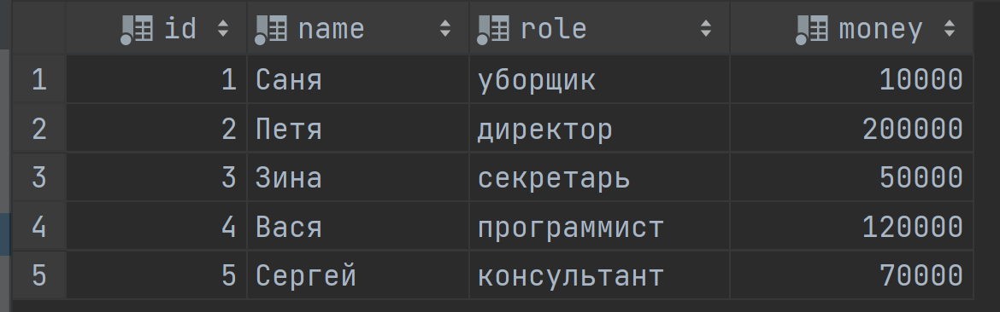 id name role money
1 1 Саня уборщик 10000
2 2 Петя директор 200000
3 3 Зина секретарь 50000
4 4 Вася программист 120000
5 5 Сергей консультант 70000